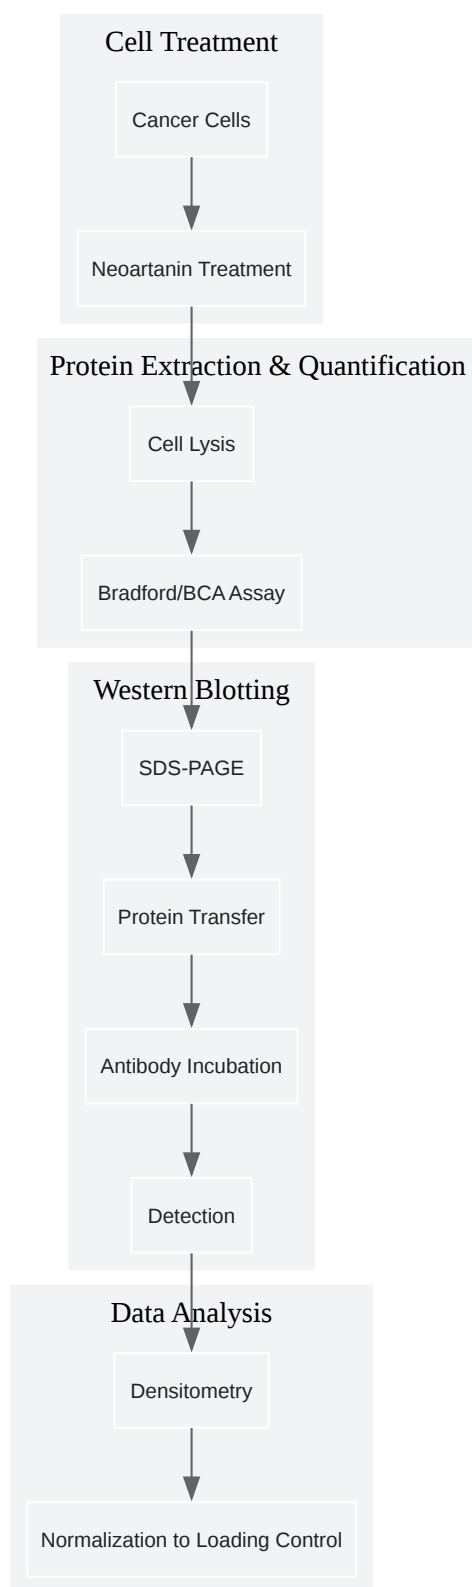 Cell Treatment
Cancer Cells
Neoartanin Treatment
Protein Extraction & Quantification
Cell Lysis
Bradford/BCA Assay
Western Blotting
SDS-PAGE
Protein Transfer
Antibody Incubation
Detection
Data Analysis
Densitometry
Normalization to Loading Control